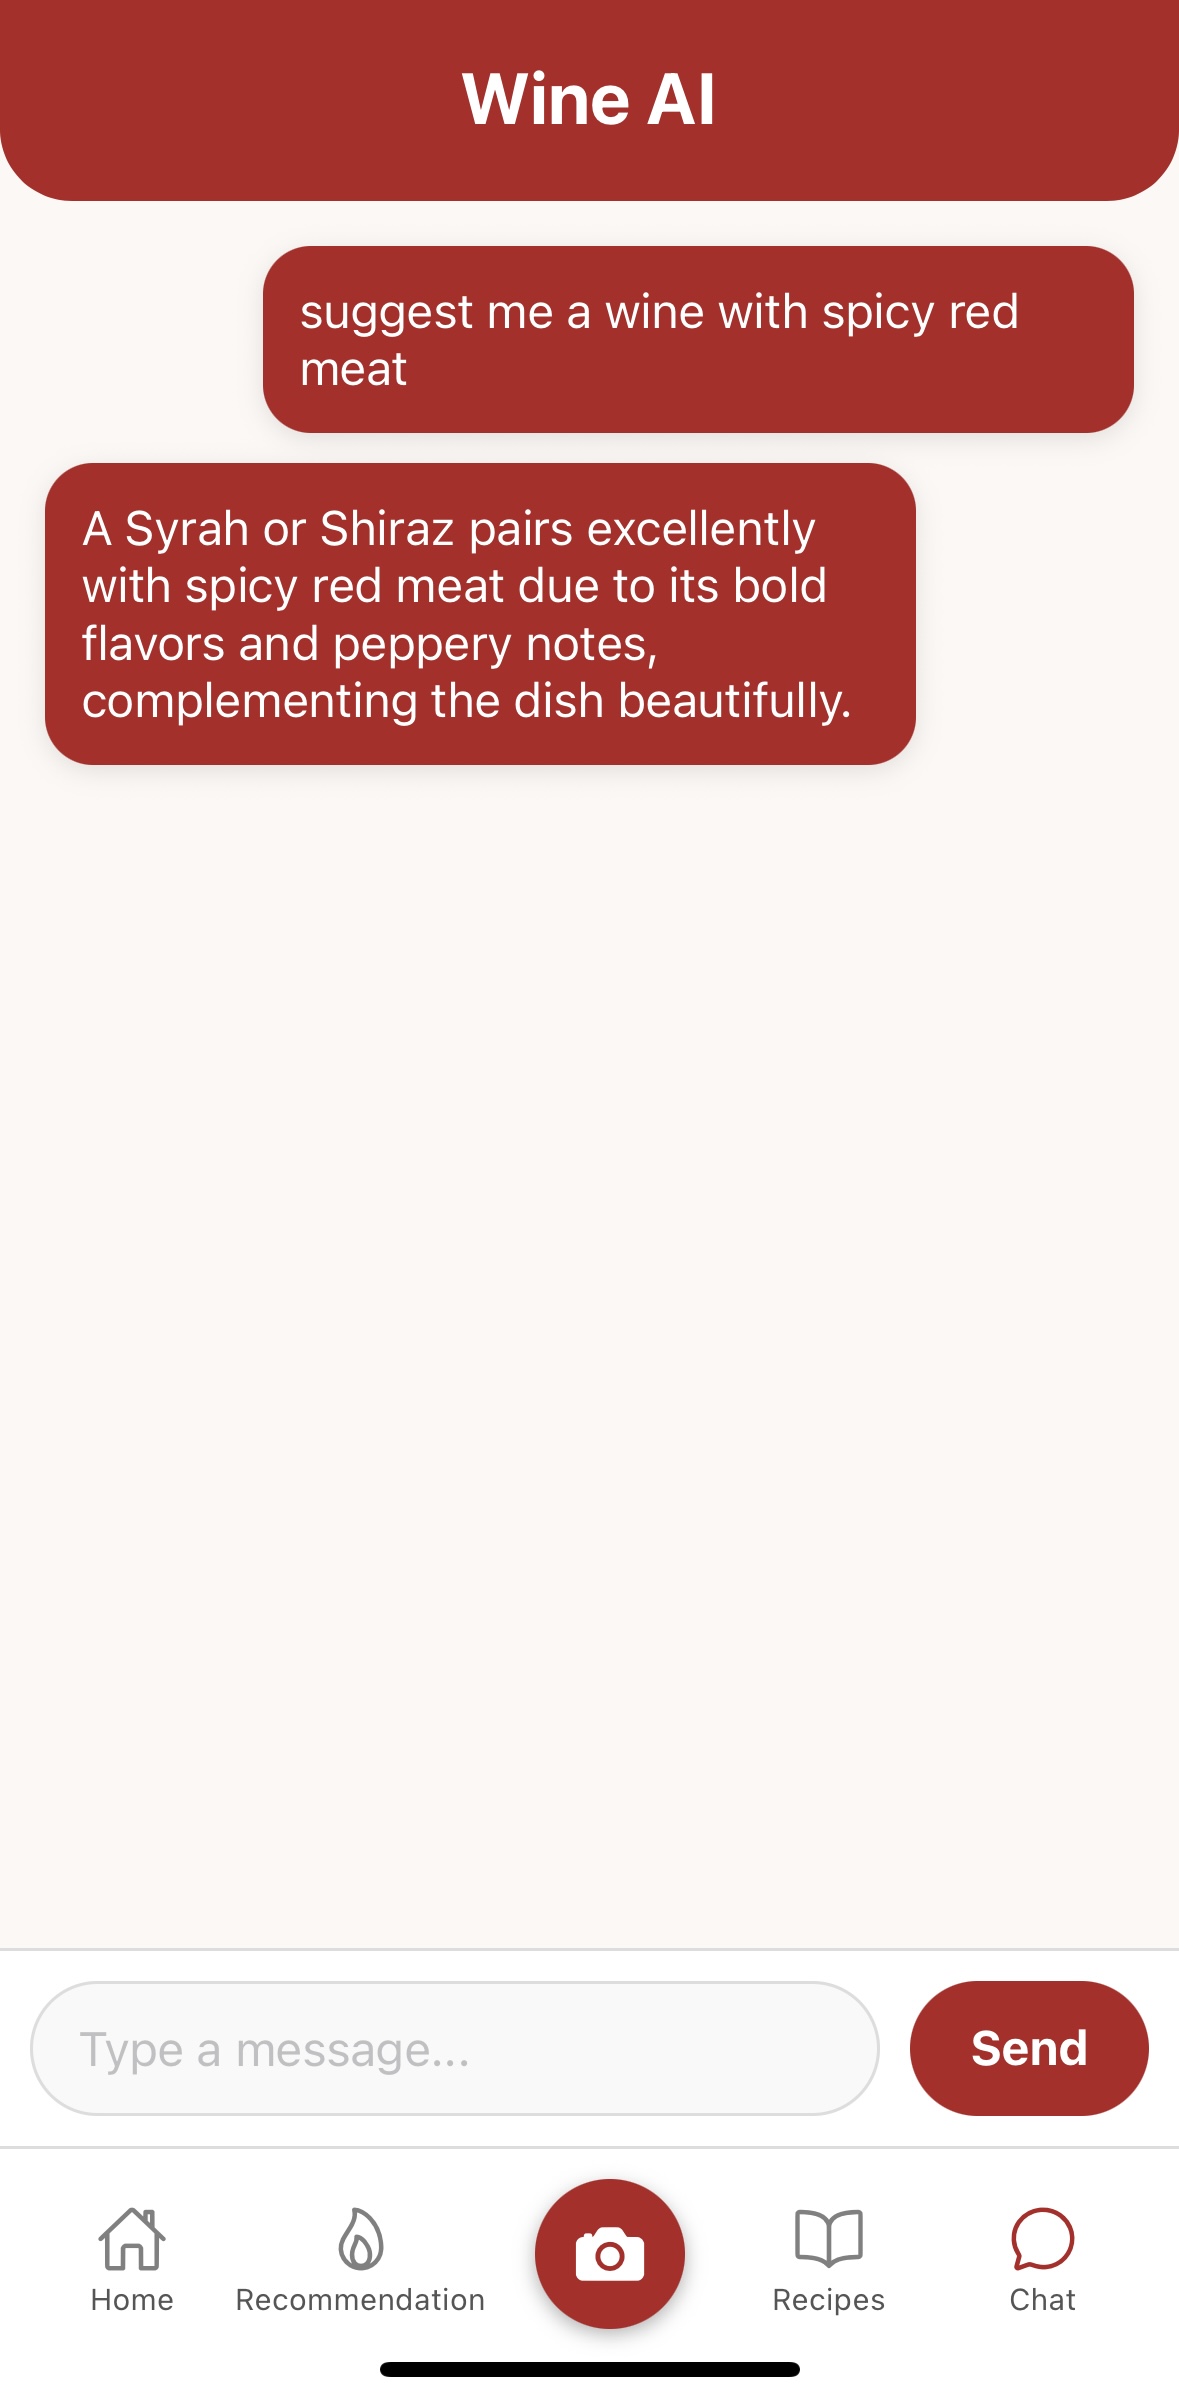 Wine AI
suggest me a wine with spicy red
meat
A Syrah or Shiraz pairs excellently
with spicy red meat due to its bold
flavors and peppery notes,
complementing the dish beautifully.
Type a message...
Send
Home
Recommendation
Recipes
Chat